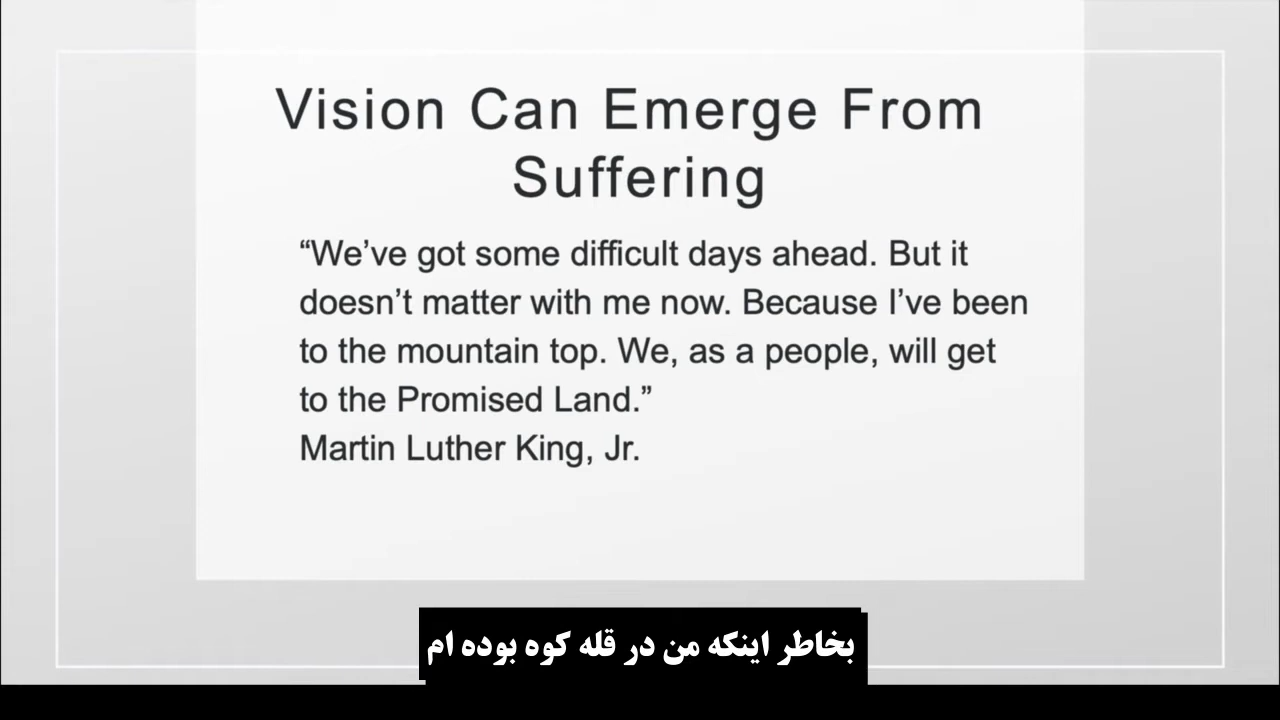 Vision Can Emerge From
Suffering
“We’ve got some difficult days ahead. But it
doesn’t matter with me now. Because I’ve been
to the mountain top. We, as a people, will get
to the Promised Land.”
Martin Luther King, Jr.
بخاطر اینکه من در قله کوه بوده ام